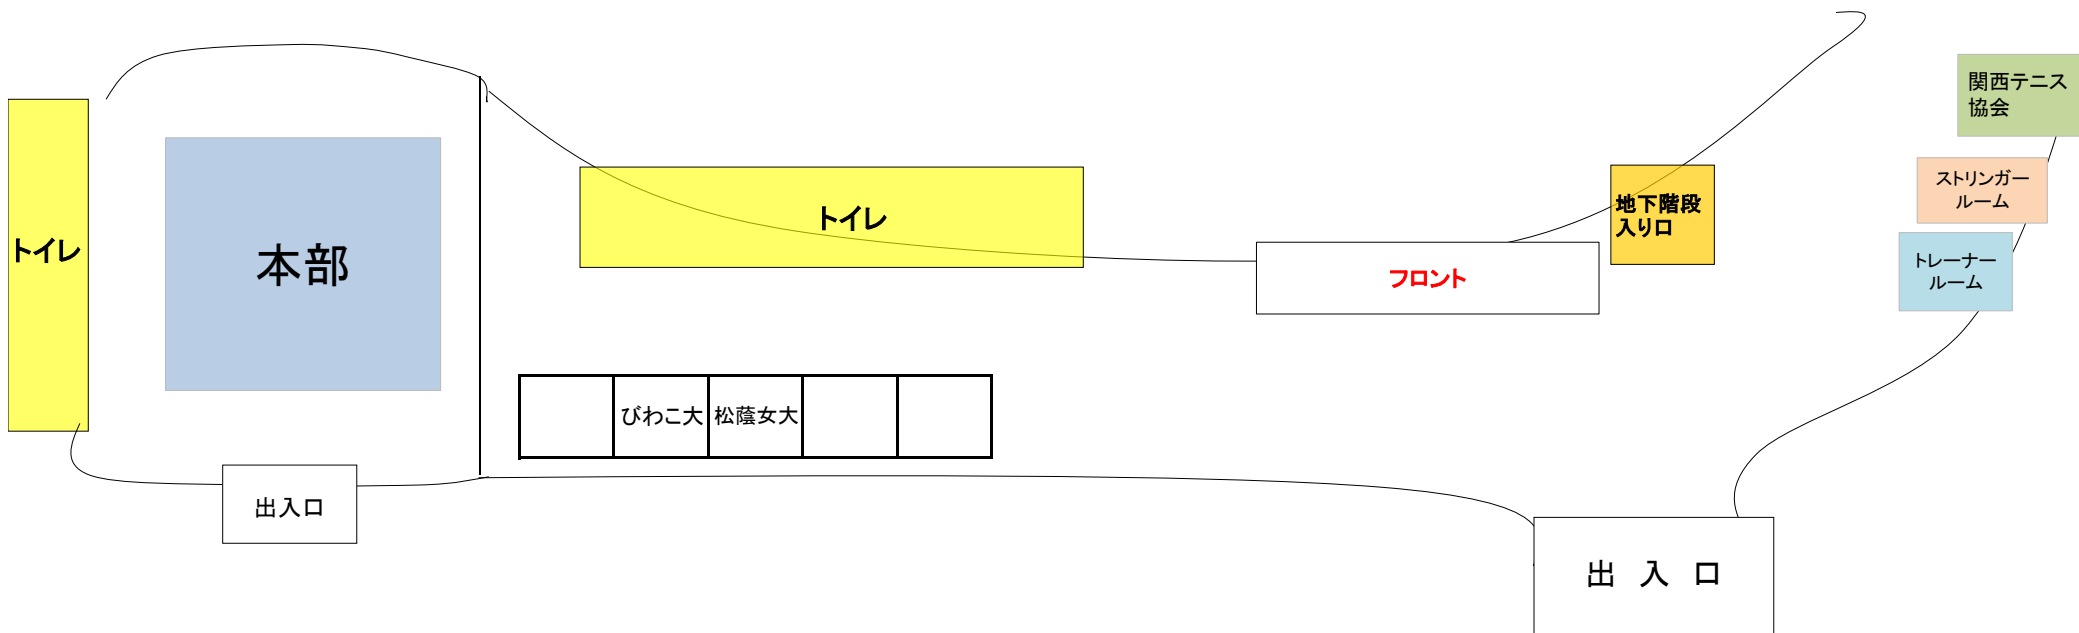 関西テニス
協会
ストリンガー
ルーム
地下階段
入り口
トイレ
トイレ
本部
トレーナー
ルーム
フロント
びわこ大
松蔭女大
出入口
出　入　口